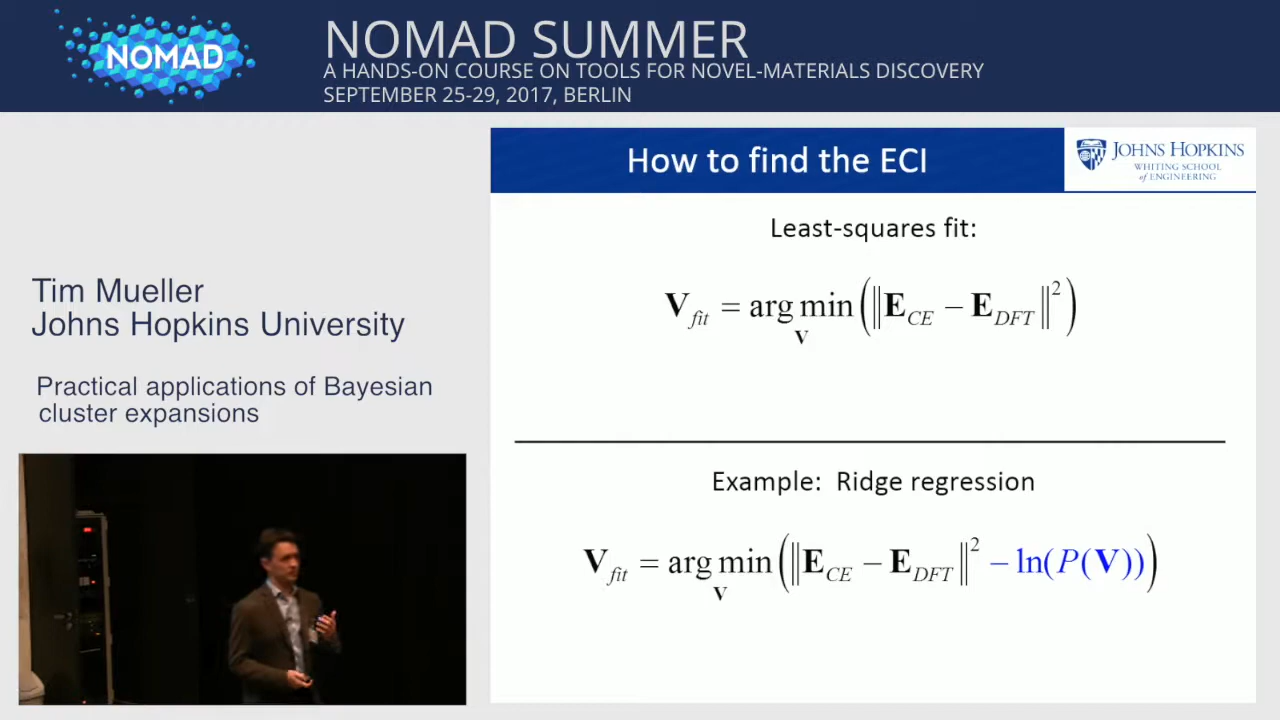 NOMAD
NOMAD SUMMER
A HANDS-ON COURSE ON TOOLS FOR NOVEL-MATERIALS DISCOVERY
SEPTEMBER 25-29, 2017, BERLIN
How to find the ECI
JOHNS HOPKINS
WHITING SCHOOL
of ENGINEERING
Least-squares fit:
V_fit = arg min_V (‖E_CE − E_DFT‖²)
Tim Mueller
Johns Hopkins University
Practical applications of Bayesian
cluster expansions
Example: Ridge regression
V_fit = arg min_V (‖E_CE − E_DFT‖² − ln(P(V)))